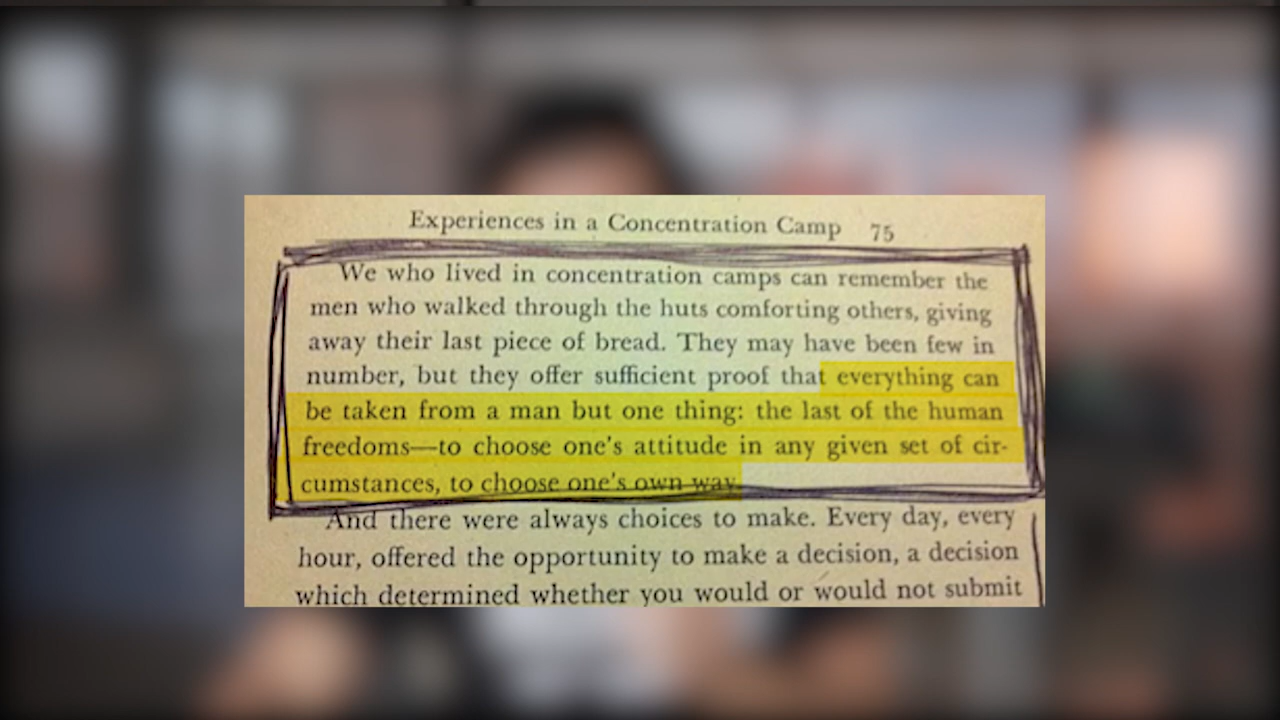 Experiences in a Concentration Camp 75
We who lived in concentration camps can remember the
men who walked through the huts comforting others, giving
away their last piece of bread. They may have been few in
number, but they offer sufficient proof that everything can
be taken from a man but one thing: the last of the human
freedoms—to choose one's attitude in any given set of cir-
cumstances, to choose one's own way.
And there were always choices to make. Every day, every
hour, offered the opportunity to make a decision, a decision
which determined whether you would or would not submit